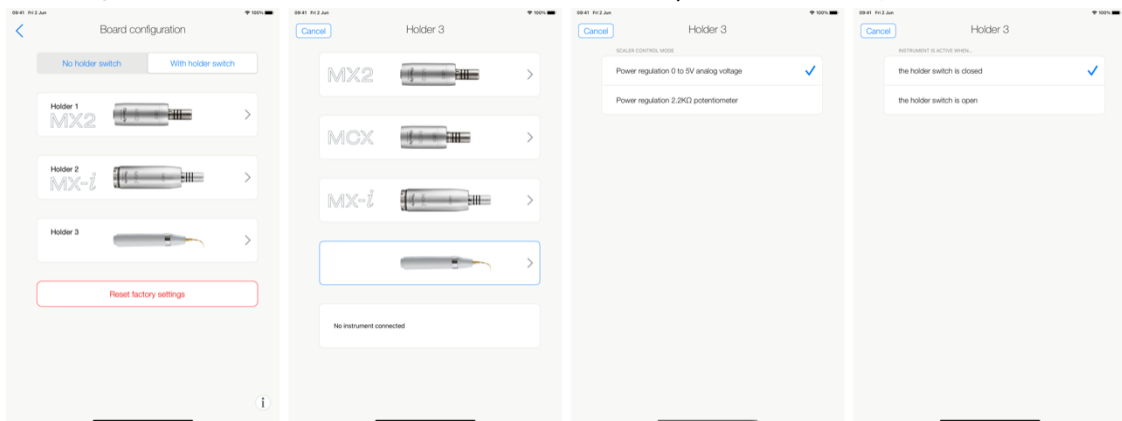 09:41 Fri 2 Jun
100%
Board configuration
No holder switch
With holder switch
Holder 1
MX2
Holder 2
MX-i
Holder 3
Reset factory settings
i
09:41 Fri 2 Jun
100%
Cancel
Holder 3
MX2
MCX
MX-i
No instrument connected
09:41 Fri 2 Jun
100%
Cancel
Holder 3
SCALER CONTROL MODE
Power regulation 0 to 5V analog voltage
Power regulation 2.2KΩ potentiometer
09:41 Fri 2 Jun
100%
Cancel
Holder 3
INSTRUMENT IS ACTIVE WHEN...
the holder switch is closed
the holder switch is open